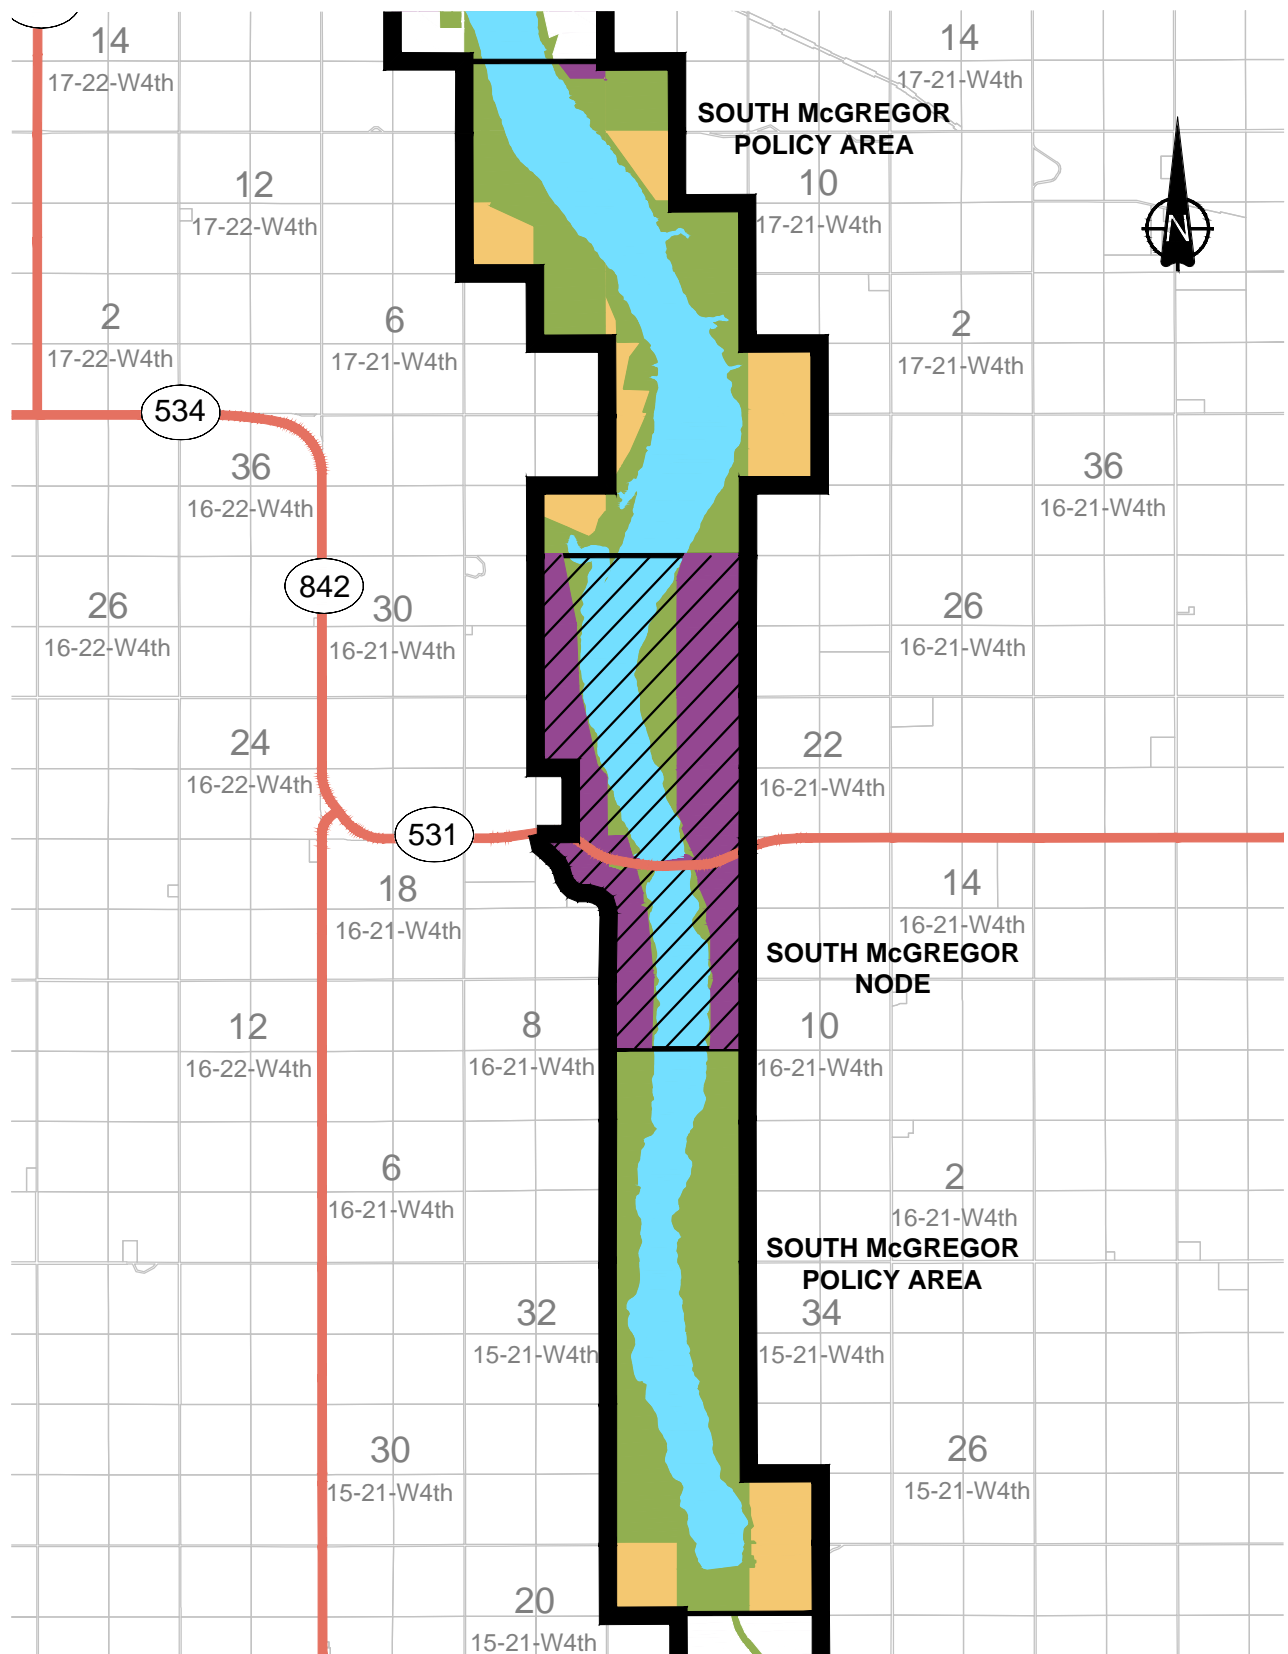 14
17-22-W4th
14
17-21-W4th
SOUTH McGREGOR
POLICY AREA
12
17-22-W4th
10
17-21-W4th
N
2
17-22-W4th
6
17-21-W4th
2
17-21-W4th
534
36
16-22-W4th
36
16-21-W4th
842
26
16-22-W4th
30
16-21-W4th
26
16-21-W4th
24
16-22-W4th
22
16-21-W4th
531
18
16-21-W4th
14
16-21-W4th
SOUTH McGREGOR
NODE
12
16-22-W4th
8
16-21-W4th
10
16-21-W4th
6
16-21-W4th
2
16-21-W4th
SOUTH McGREGOR
POLICY AREA
32
15-21-W4th
34
15-21-W4th
30
15-21-W4th
26
15-21-W4th
20
15-21-W4th